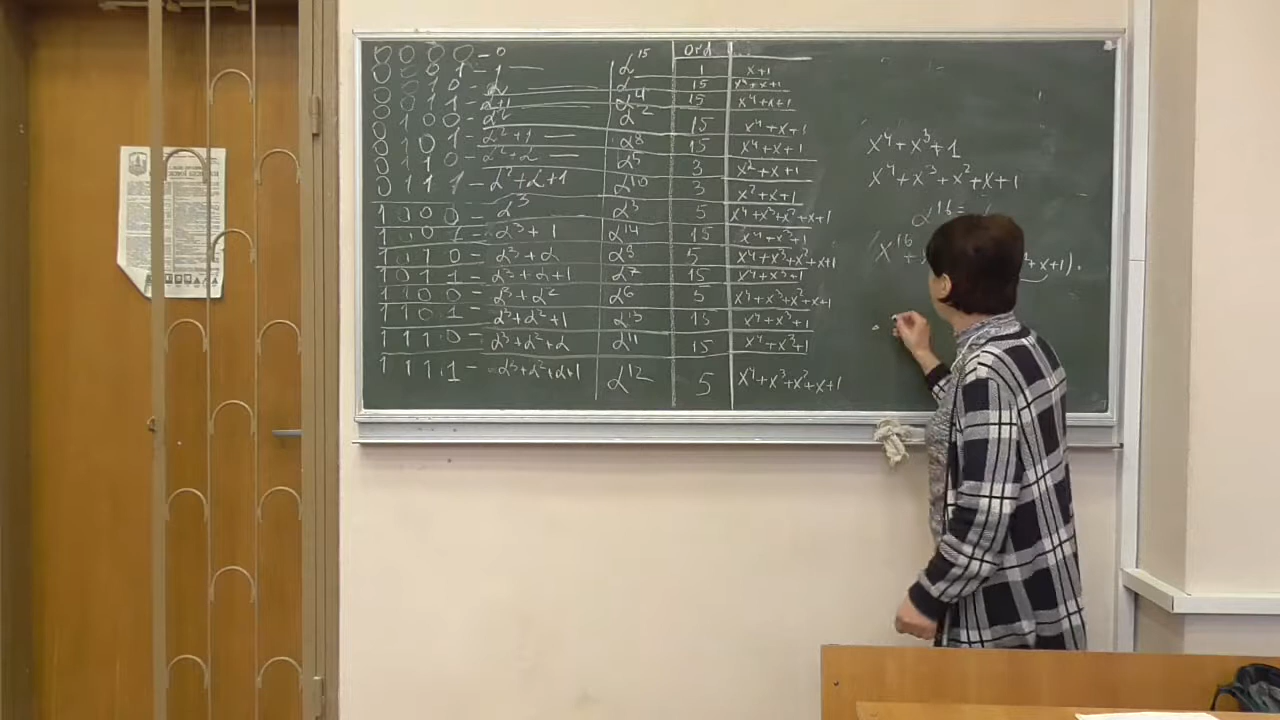 Ord
0 0 0 0 - 0 α¹⁵
0 0 0 1 - 1 1 x+1
0 0 1 0 - α α 15 x⁴+x+1
0 0 1 1 - α+1 α⁴ 15 x⁴+x+1
0 1 0 0 - α² α² 15 x⁴+x+1
0 1 0 1 - α²+1 α⁸ 15 x⁴+x+1
0 1 1 0 - α²+α α⁵ 3 x²+x+1
0 1 1 1 - α²+α+1 α¹⁰ 3 x²+x+1
1 0 0 0 - α³ α³ 5 x⁴+x³+x²+x+1
1 0 0 1 - α³+1 α¹⁴ 15 x⁴+x³+1
1 0 1 0 - α³+α α⁹ 5 x⁴+x³+x²+x+1
1 0 1 1 - α³+α+1 α⁷ 15 x⁴+x³+1
1 1 0 0 - α³+α² α⁶ 5 x⁴+x³+x²+x+1
1 1 0 1 - α³+α²+1 α¹³ 15 x⁴+x³+1
1 1 1 0 - α³+α²+α α¹¹ 15 x⁴+x³+1
1 1 1 1 - α³+α²+α+1 α¹² 5 x⁴+x³+x²+x+1
x⁴+x³+1
x⁴+x³+x²+x+1
α¹⁶=
x¹⁶+ +x+1).